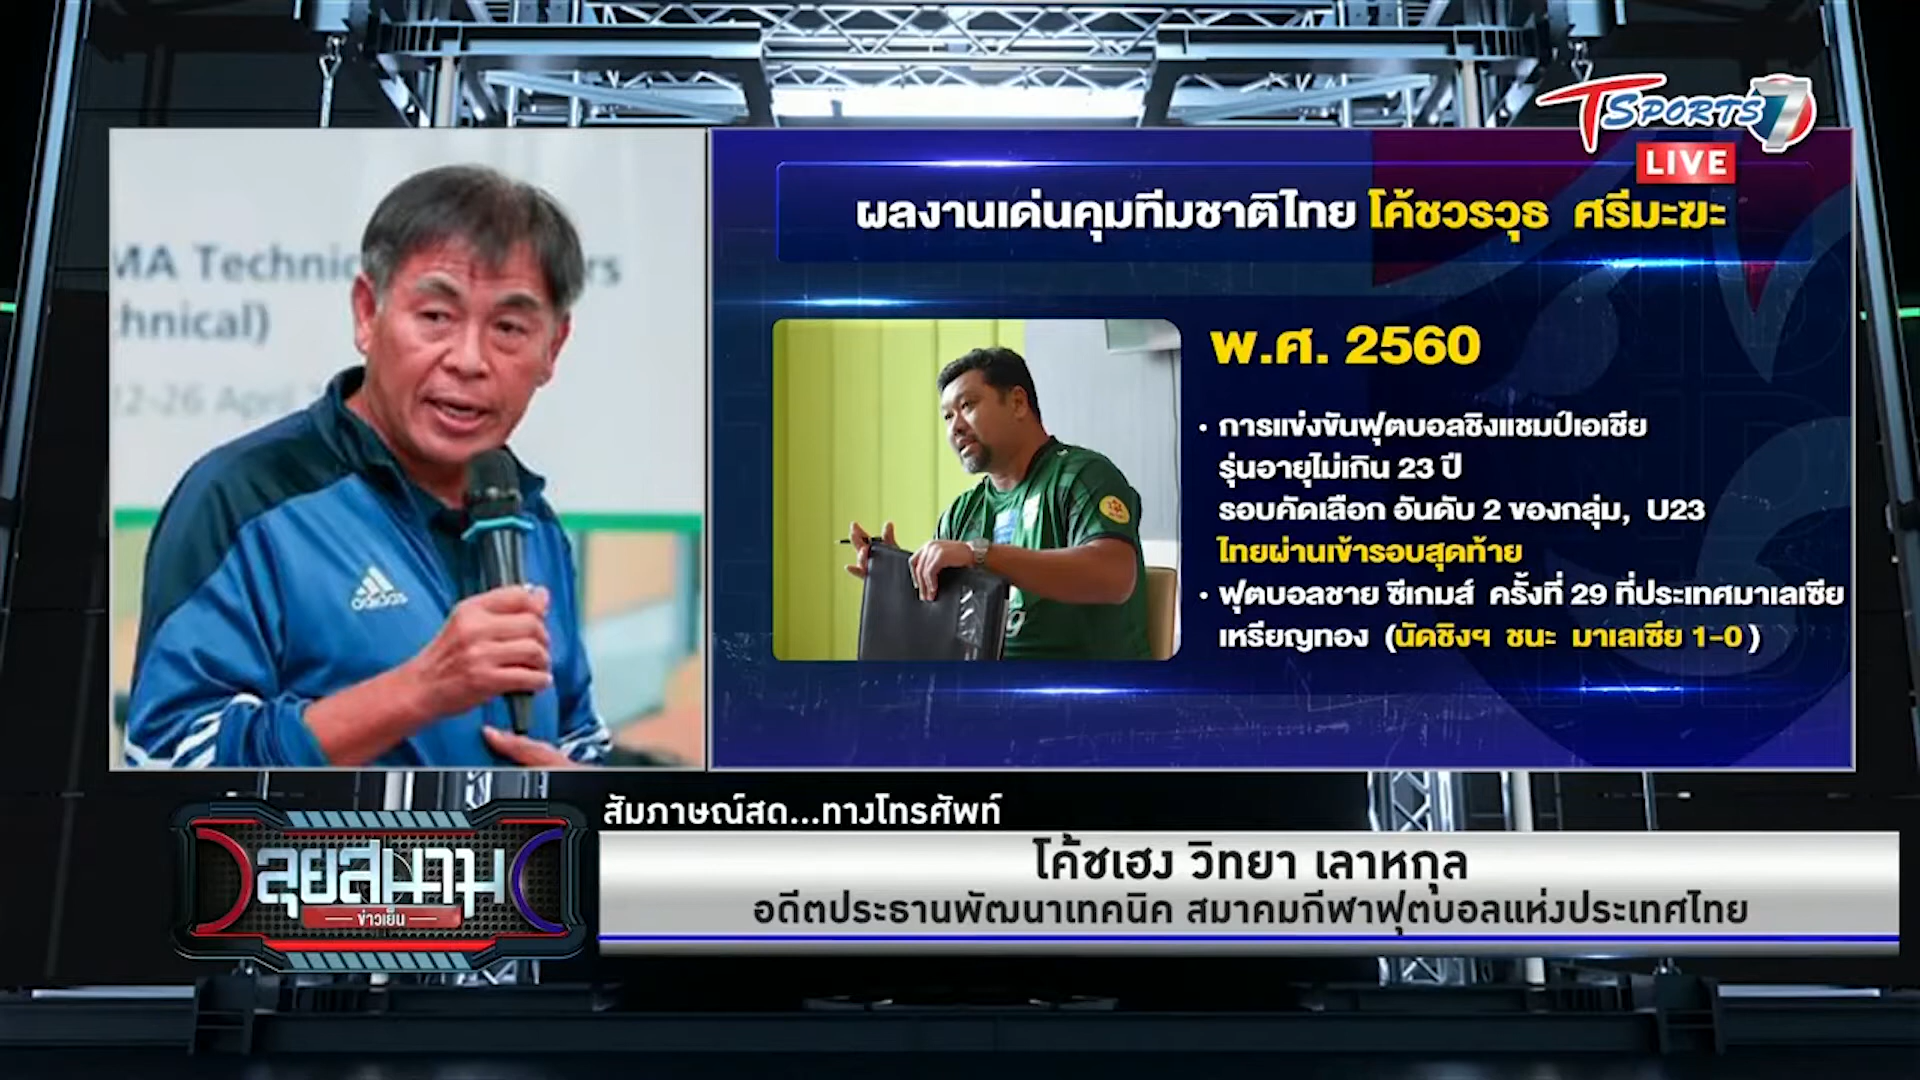 TSPORTS 7
LIVE
MA Technic
rs
chnical)
22-26 April
adidas
ผลงานเด่นคุมทีมชาติไทย โค้ชวรวุธ ศรีมะฆะ
พ.ศ. 2560
• การแข่งขันฟุตบอลชิงแชมป์เอเชีย
รุ่นอายุไม่เกิน 23 ปี
รอบคัดเลือก อันดับ 2 ของกลุ่ม, U23
ไทยผ่านเข้ารอบสุดท้าย
• ฟุตบอลชาย ซีเกมส์ ครั้งที่ 29 ที่ประเทศมาเลเซีย
เหรียญทอง (นัดชิงฯ ชนะ มาเลเซีย 1-0)
สัมภาษณ์สด...ทางโทรศัพท์
ลุยสนาม
ข่าวเย็น
โค้ชเฮง วิทยา เลาหกุล
อดีตประธานพัฒนาเทคนิค สมาคมกีฬาฟุตบอลแห่งประเทศไทย